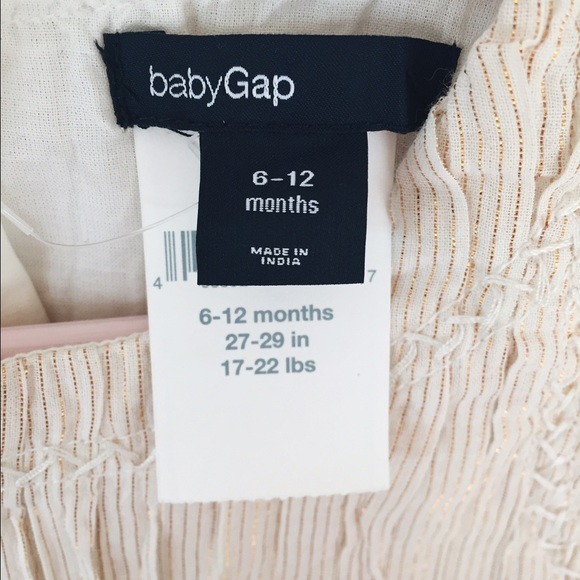 babyGap
6-12
months
MADE IN
INDIA
4
7
6-12 months
27-29 in
17-22 lbs